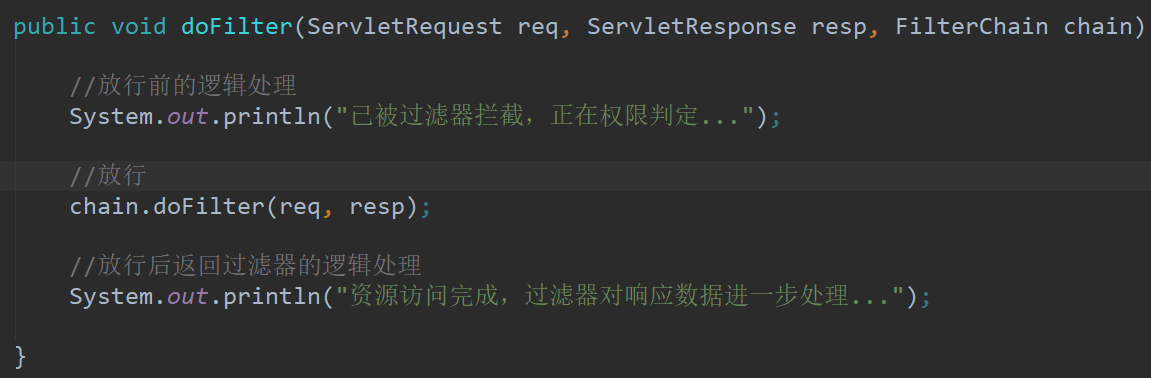 public void doFilter(ServletRequest req, ServletResponse resp, FilterChain chain)
//放行前的逻辑处理
System.out.println("已被过滤器拦截，正在权限判定...");
//放行
chain.doFilter(req, resp);
//放行后返回过滤器的逻辑处理
System.out.println("资源访问完成，过滤器对响应数据进一步处理...");
}